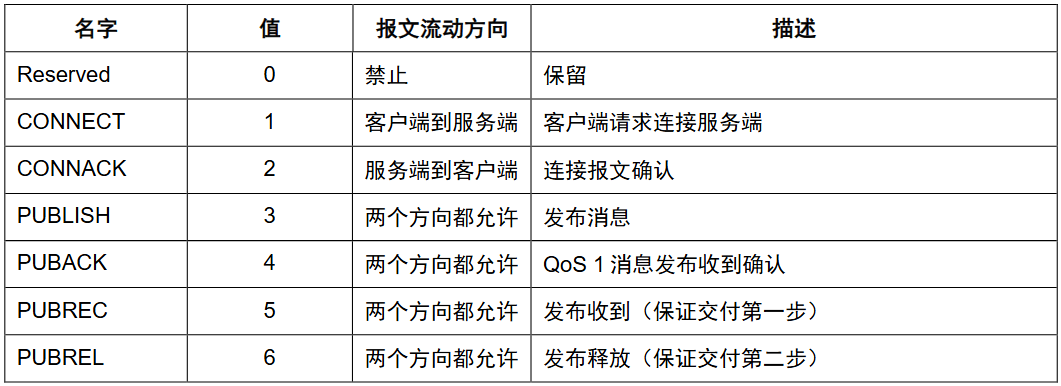 名字 值 报文流动方向 描述
Reserved 0 禁止 保留
CONNECT 1 客户端到服务端 客户端请求连接服务端
CONNACK 2 服务端到客户端 连接报文确认
PUBLISH 3 两个方向都允许 发布消息
PUBACK 4 两个方向都允许 QoS 1 消息发布收到确认
PUBREC 5 两个方向都允许 发布收到（保证交付第一步）
PUBREL 6 两个方向都允许 发布释放（保证交付第二步）